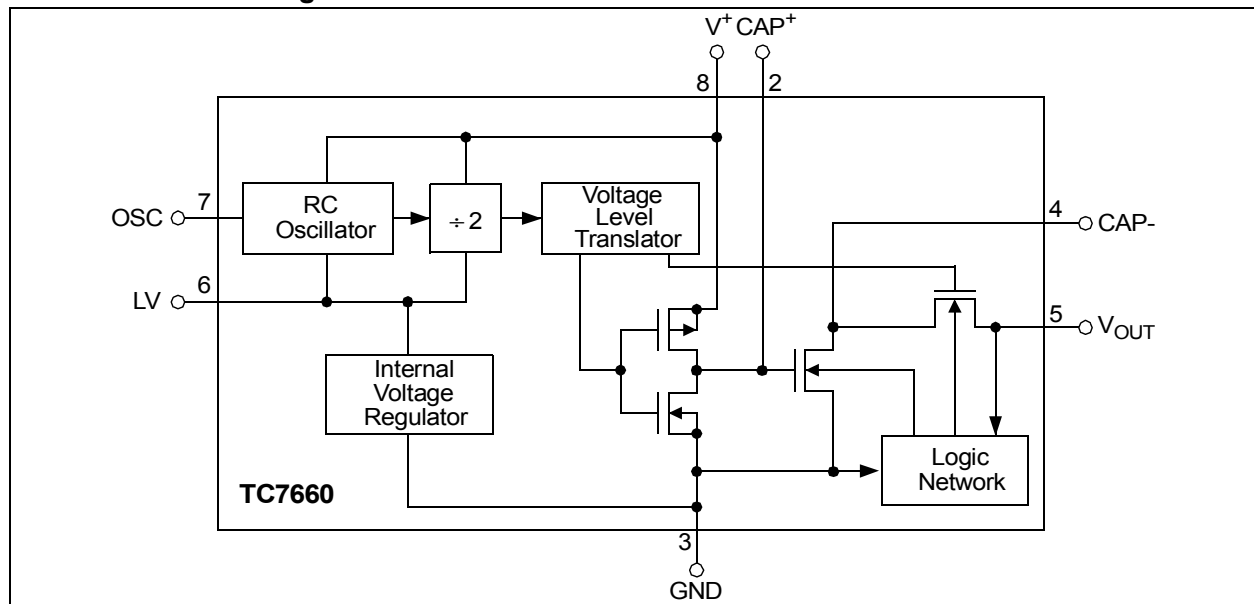 V+ CAP+
8
2
RC
Oscillator
÷2
Voltage
Level
Translator
7
OSC
4
CAP-
6
LV
5
VOUT
Internal
Voltage
Regulator
Logic
Network
TC7660
3
GND